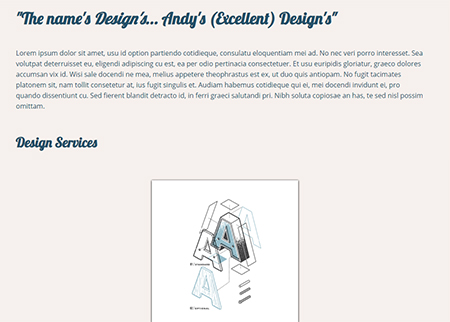 "The name's Design's... Andy's (Excellent) Design's"
Lorem ipsum dolor sit amet, usu id option partiendo cotidieque, consulatu eloquentiam mei ad. No nec veri porro interesset. Sea
volutpat deterruisset eu, eligendi adipiscing cu est, ea per odio pertinacia consectetuer. Et usu euripidis gloriatur, graeco dolores
accumsan vix id. Wisi sale docendi ne mea, melius appetere theophrastus est ex, ut duo quis antiopam. No fugit tacimates
platonem sit, nam tollit consetetur at, ius fugit singulis et. Audiam habemus cotidieque qui ei, mei docendi invidunt ei, pro
quando dissentiunt cu. Sed fierent blandit detracto id, in ferri graeci salutandi pri. Nibh soluta copiosae an has, te sed nisl possim
omittam.
Design Services
A
A
A
A